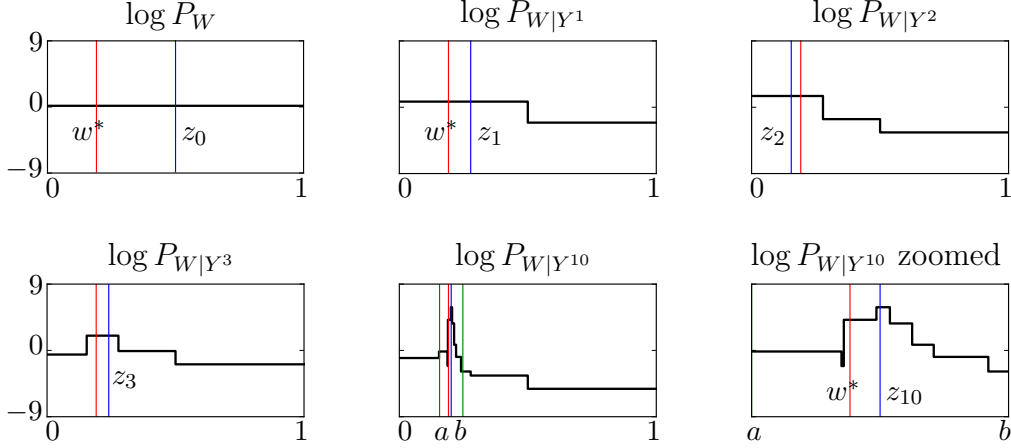 log P_W
9
0
−9
w*
z_0
0 1
log P_{W|Y^1}
w*
z_1
0 1
log P_{W|Y^2}
z_2
0 1
log P_{W|Y^3}
9
0
−9
z_3
0 1
log P_{W|Y^{10}}
0 a b 1
log P_{W|Y^{10}} zoomed
w*
z_{10}
a b